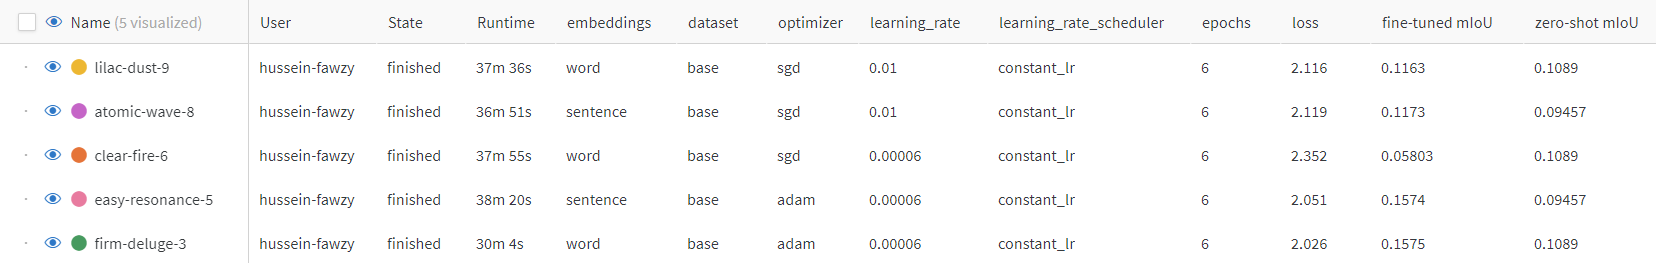 Name (5 visualized) User State Runtime embeddings dataset optimizer learning_rate learning_rate_scheduler epochs loss fine-tuned mIoU zero-shot mIoU
lilac-dust-9 hussein-fawzy finished 37m 36s word base sgd 0.01 constant_lr 6 2.116 0.1163 0.1089
atomic-wave-8 hussein-fawzy finished 36m 51s sentence base sgd 0.01 constant_lr 6 2.119 0.1173 0.09457
clear-fire-6 hussein-fawzy finished 37m 55s word base sgd 0.00006 constant_lr 6 2.352 0.05803 0.1089
easy-resonance-5 hussein-fawzy finished 38m 20s sentence base adam 0.00006 constant_lr 6 2.051 0.1574 0.09457
firm-deluge-3 hussein-fawzy finished 30m 4s word base adam 0.00006 constant_lr 6 2.026 0.1575 0.1089